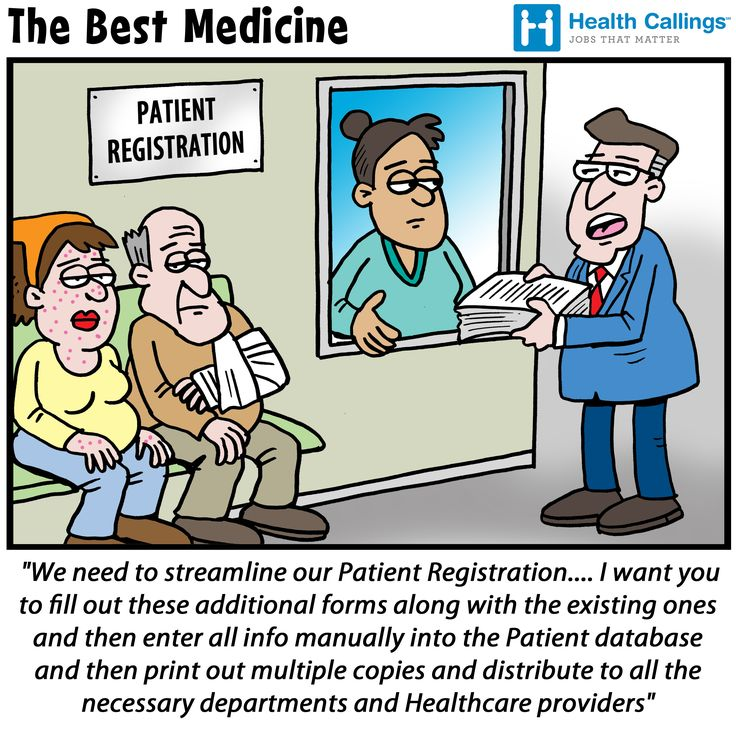 The Best Medicine
Health Callings™
JOBS THAT MATTER
PATIENT
REGISTRATION
"We need to streamline our Patient Registration.... I want you
to fill out these additional forms along with the existing ones
and then enter all info manually into the Patient database
and then print out multiple copies and distribute to all the
necessary departments and Healthcare providers"